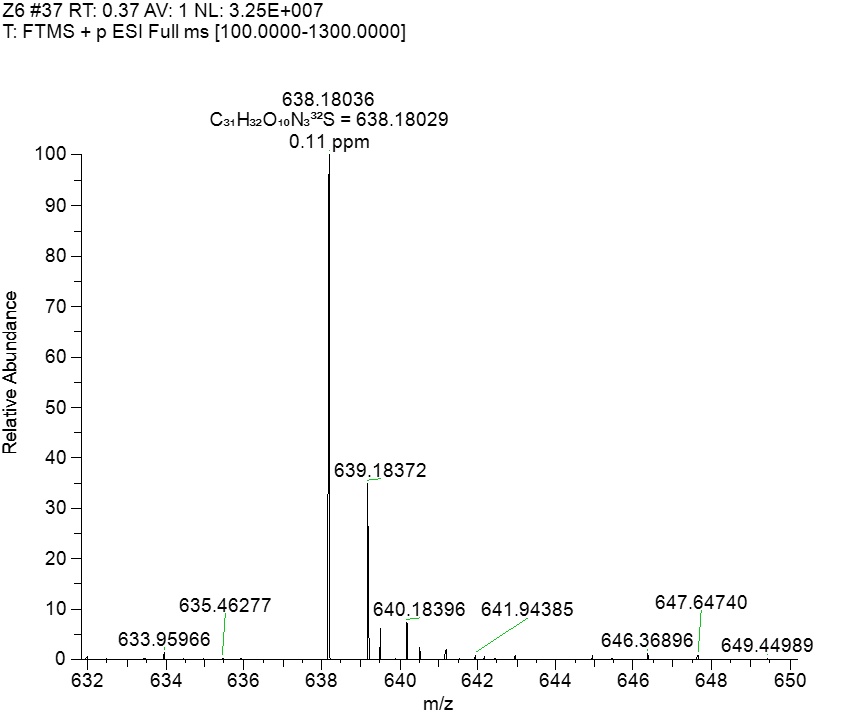 Z6 #37 RT: 0.37 AV: 1 NL: 3.25E+007
T: FTMS + p ESI Full ms [100.0000-1300.0000]
638.18036
C₃₁H₃₂O₁₀N₃³²S = 638.18029
0.11 ppm
100
90
80
70
60
50
40
30
20
10
0
Relative Abundance
639.18372
640.18396
641.94385
635.46277
633.95966
647.64740
646.36896
649.44989
632 634 636 638 640 642 644 646 648 650
m/z